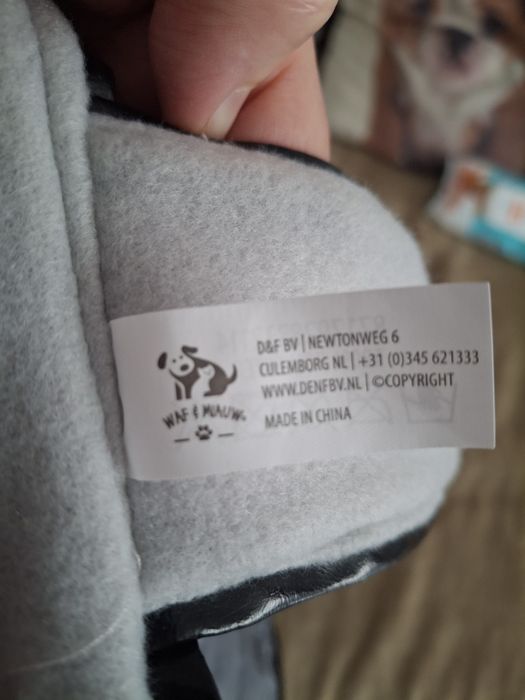 D&F BV | NEWTONWEG 6
CULEMBORG NL | +31 (0)345 621333
WWW.DENFBV.NL | ©COPYRIGHT
MADE IN CHINA
WAF & MIAUW®